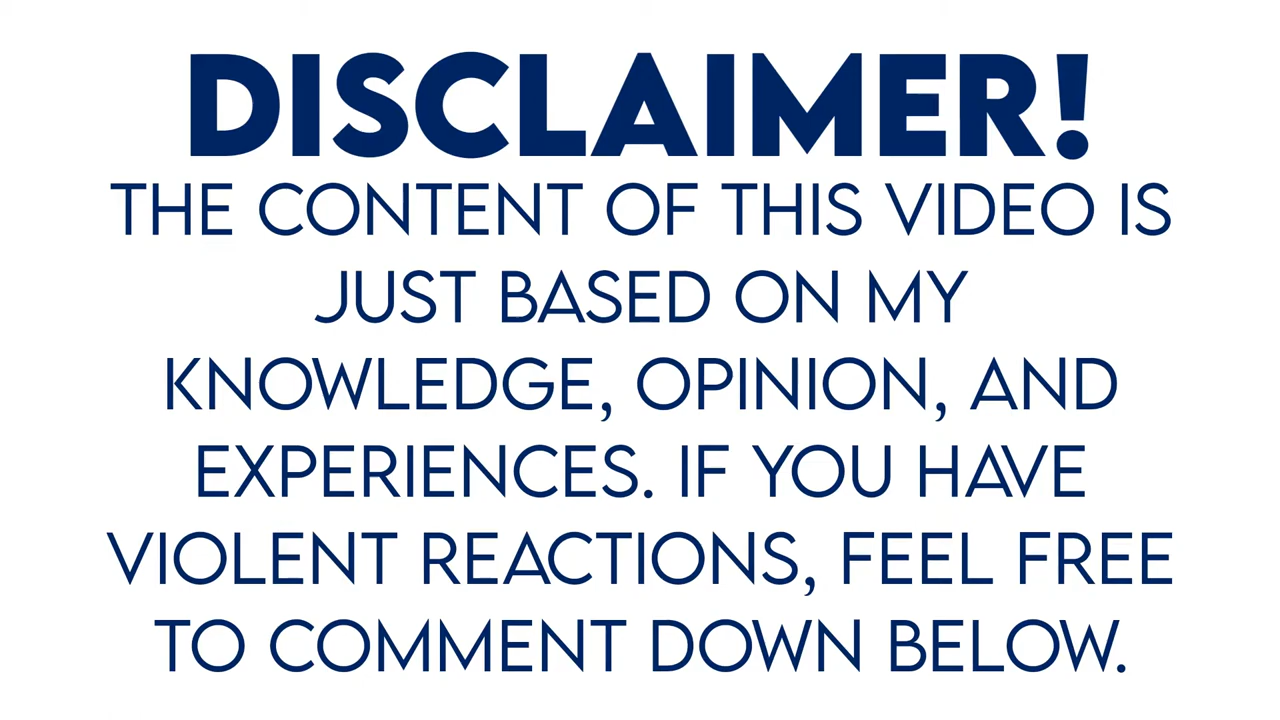 DISCLAIMER!
THE CONTENT OF THIS VIDEO IS
JUST BASED ON MY
KNOWLEDGE, OPINION, AND
EXPERIENCES. IF YOU HAVE
VIOLENT REACTIONS, FEEL FREE
TO COMMENT DOWN BELOW.